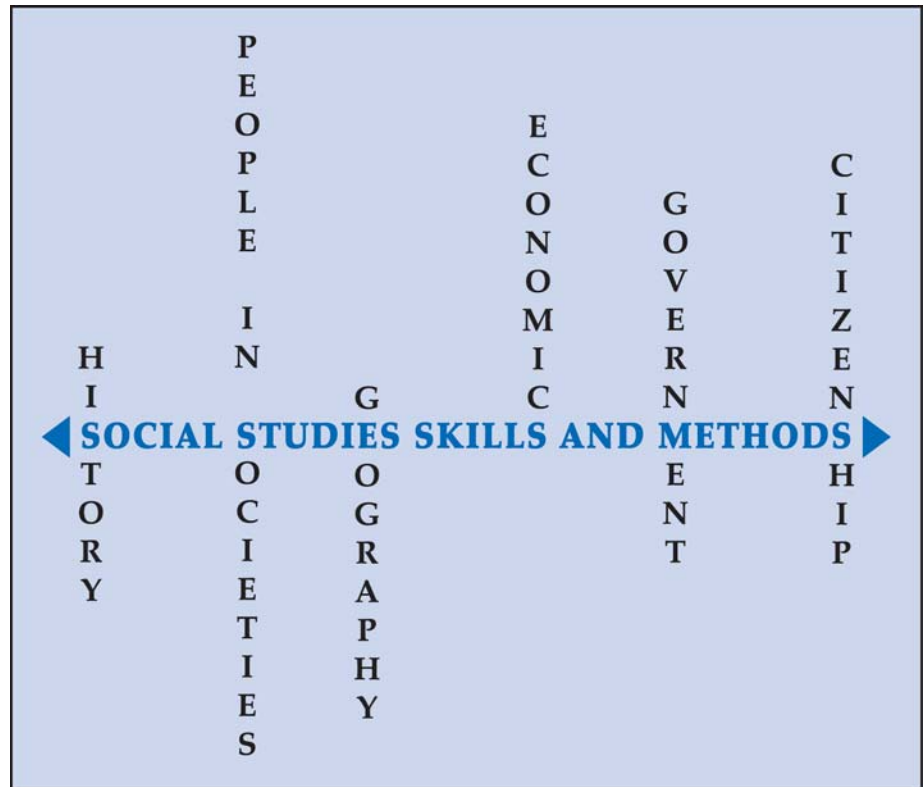 HISTORY
PEOPLE IN SOCIETIES
GEOGRAPHY
ECONOMICS
GOVERNMENT
CITIZENSHIP
SOCIAL STUDIES SKILLS AND METHODS